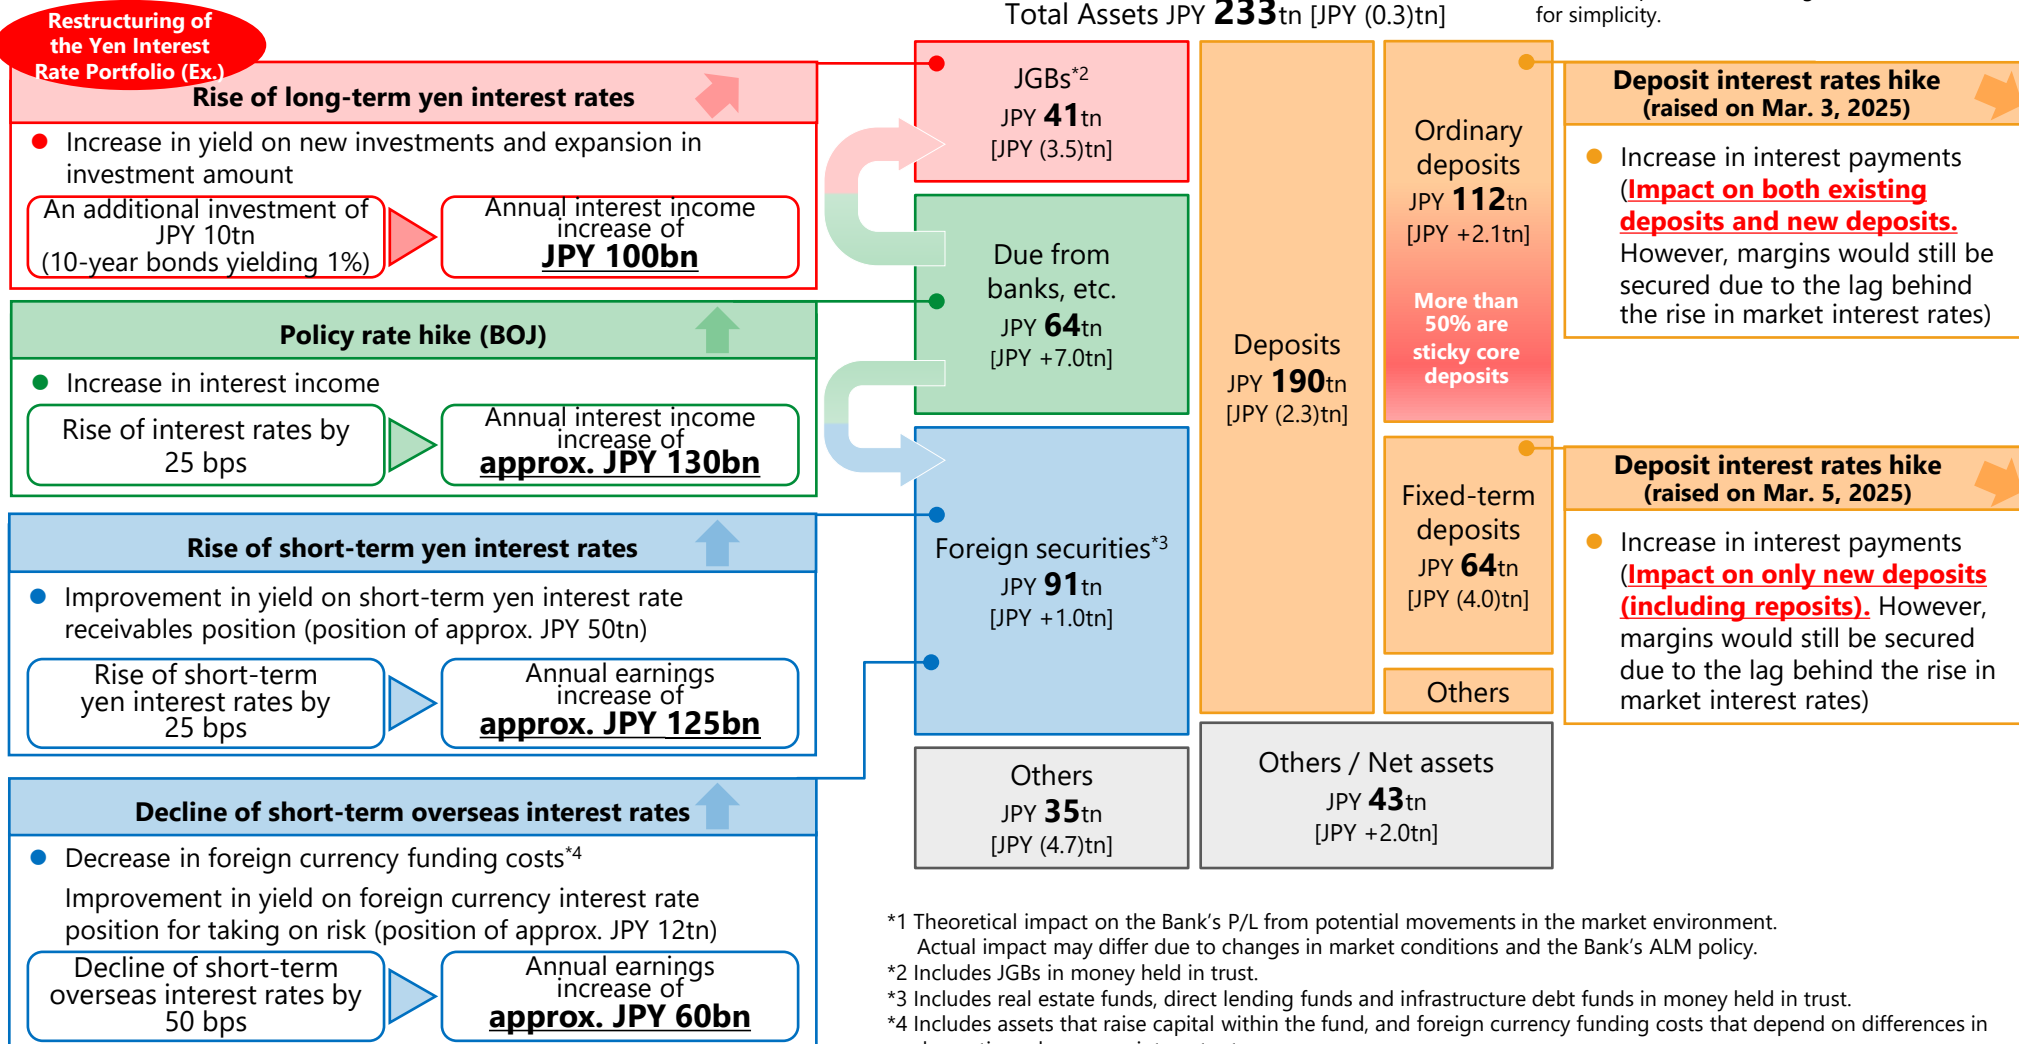 Restructuring of
the Yen Interest
Rate Portfolio (Ex.)
Rise of long-term yen interest rates
● Increase in yield on new investments and expansion in
investment amount
An additional investment of
JPY 10tn
(10-year bonds yielding 1%)
Annual interest income
increase of
JPY 100bn
Policy rate hike (BOJ)
● Increase in interest income
Rise of interest rates by
25 bps
Annual interest income
increase of
approx. JPY 130bn
Rise of short-term yen interest rates
● Improvement in yield on short-term yen interest rate
receivables position (position of approx. JPY 50tn)
Rise of short-term
yen interest rates by
25 bps
Annual earnings
increase of
approx. JPY 125bn
Decline of short-term overseas interest rates
● Decrease in foreign currency funding costs*4
Improvement in yield on foreign currency interest rate
position for taking on risk (position of approx. JPY 12tn)
Decline of short-term
overseas interest rates by
50 bps
Annual earnings
increase of
approx. JPY 60bn
Total Assets JPY 233tn [JPY (0.3)tn]
for simplicity.
JGBs*2
JPY 41tn
[JPY (3.5)tn]
Due from
banks, etc.
JPY 64tn
[JPY +7.0tn]
Foreign securities*3
JPY 91tn
[JPY +1.0tn]
Others
JPY 35tn
[JPY (4.7)tn]
Deposits
JPY 190tn
[JPY (2.3)tn]
Ordinary
deposits
JPY 112tn
[JPY +2.1tn]
More than
50% are
sticky core
deposits
Fixed-term
deposits
JPY 64tn
[JPY (4.0)tn]
Others
Others / Net assets
JPY 43tn
[JPY +2.0tn]
Deposit interest rates hike
(raised on Mar. 3, 2025)
● Increase in interest payments
(Impact on both existing
deposits and new deposits.
However, margins would still be
secured due to the lag behind
the rise in market interest rates)
Deposit interest rates hike
(raised on Mar. 5, 2025)
● Increase in interest payments
(Impact on only new deposits
(including reposits). However,
margins would still be secured
due to the lag behind the rise in
market interest rates)
*1 Theoretical impact on the Bank's P/L from potential movements in the market environment.
Actual impact may differ due to changes in market conditions and the Bank's ALM policy.
*2 Includes JGBs in money held in trust.
*3 Includes real estate funds, direct lending funds and infrastructure debt funds in money held in trust.
*4 Includes assets that raise capital within the fund, and foreign currency funding costs that depend on differences in